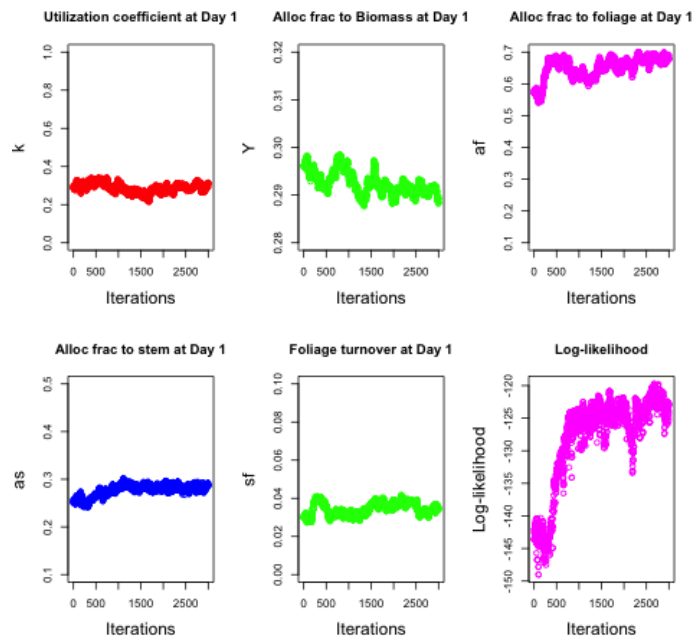 Utilization coefficient at Day 1
k
0.0 0.2 0.4 0.6 0.8 1.0
0 500 1500 2500
Iterations
Alloc frac to Biomass at Day 1
Y
0.28 0.29 0.30 0.31 0.32
0 500 1500 2500
Iterations
Alloc frac to foliage at Day 1
af
0.1 0.2 0.3 0.4 0.5 0.6 0.7
0 500 1500 2500
Iterations
Alloc frac to stem at Day 1
as
0.1 0.2 0.3 0.4 0.5
0 500 1500 2500
Iterations
Foliage turnover at Day 1
sf
0.00 0.02 0.04 0.06 0.08 0.10
0 500 1500 2500
Iterations
Log-likelihood
Log-likelihood
-150 -145 -140 -135 -130 -125 -120
0 500 1500 2500
Iterations